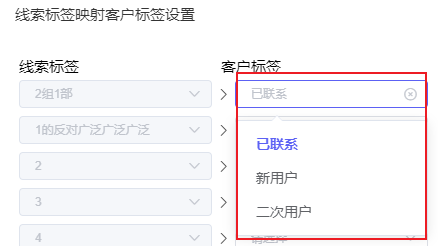 线索标签映射客户标签设置
线索标签 客户标签
2组1部 已联系
1的反对广泛广泛广泛
已联系
2
新用户
3
二次用户
4